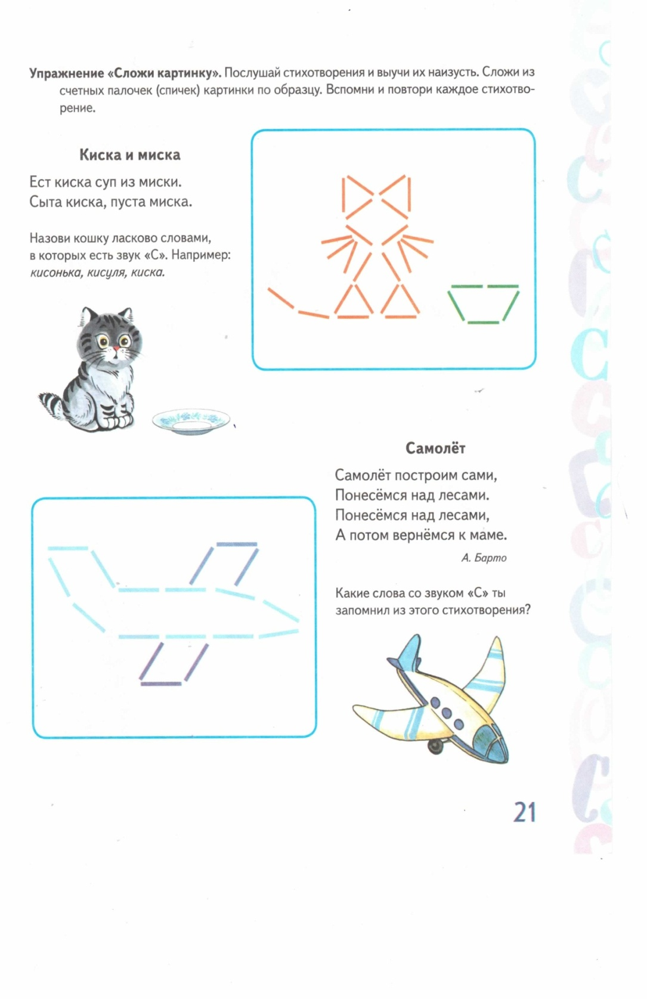 Упражнение «Сложи картинку». Послушай стихотворения и выучи их наизусть. Сложи из
счетных палочек (спичек) картинки по образцу. Вспомни и повтори каждое стихотво-
рение.
Киска и миска
Ест киска суп из миски.
Сыта киска, пуста миска.
Назови кошку ласково словами,
в которых есть звук «С». Например:
кисонька, кисуля, киска.
Самолёт
Самолёт построим сами,
Понесёмся над лесами.
Понесёмся над лесами,
А потом вернёмся к маме.
А. Барто
Какие слова со звуком «С» ты
запомнил из этого стихотворения?
21